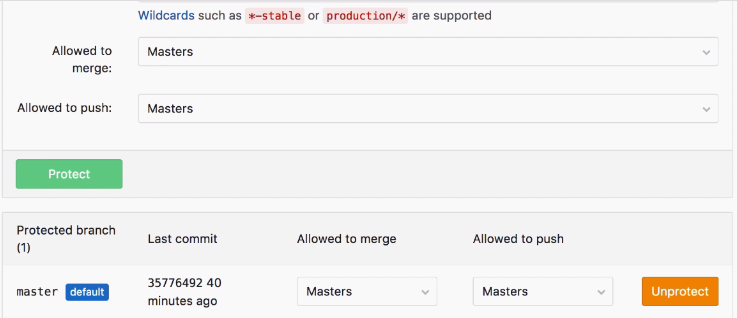 Wildcards such as *-stable or production/* are supported
Allowed to
merge:
Masters
Allowed to push:
Masters
Protect
Protected branch
(1)
Last commit
Allowed to merge
Allowed to push
master default
35776492 40
minutes ago
Masters
Masters
Unprotect